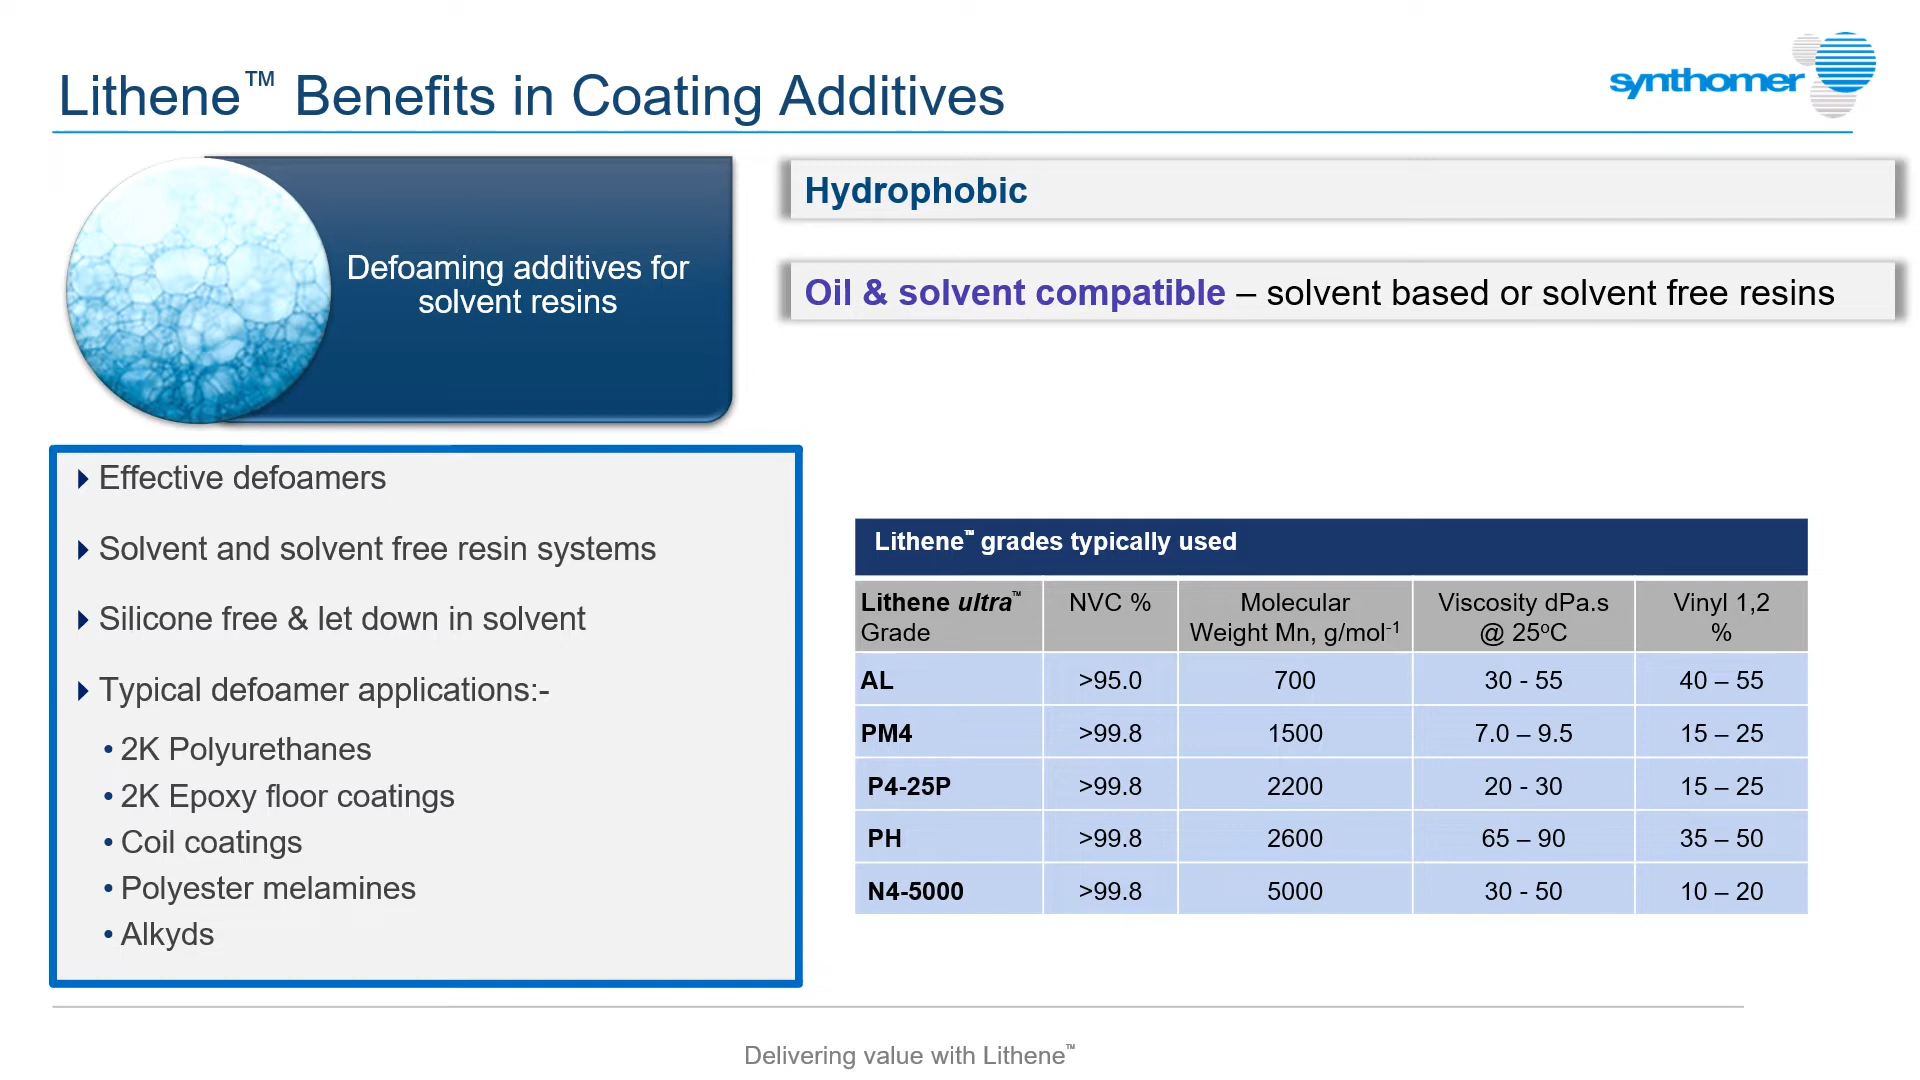 Lithene™ Benefits in Coating Additives
synthomer
Defoaming additives for
solvent resins
Hydrophobic
Oil & solvent compatible – solvent based or solvent free resins
Effective defoamers
Solvent and solvent free resin systems
Silicone free & let down in solvent
Typical defoamer applications:-
• 2K Polyurethanes
• 2K Epoxy floor coatings
• Coil coatings
• Polyester melamines
• Alkyds
Lithene™ grades typically used
Lithene ultra™ Grade | NVC % | Molecular Weight Mn, g/mol⁻¹ | Viscosity dPa.s @ 25ºC | Vinyl 1,2 %
AL | >95.0 | 700 | 30 - 55 | 40 – 55
PM4 | >99.8 | 1500 | 7.0 – 9.5 | 15 – 25
P4-25P | >99.8 | 2200 | 20 - 30 | 15 – 25
PH | >99.8 | 2600 | 65 – 90 | 35 – 50
N4-5000 | >99.8 | 5000 | 30 - 50 | 10 – 20
Delivering value with Lithene™